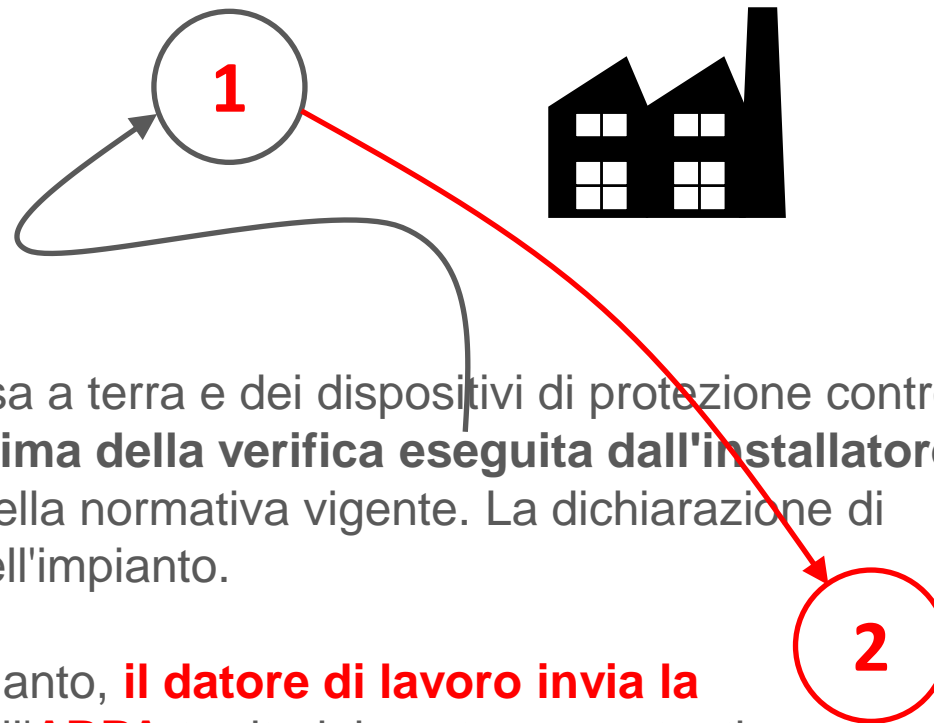 1
sa a terra e dei dispositivi di protezione contr
ima della verifica eseguita dall'installatore
ella normativa vigente. La dichiarazione di
ell'impianto.
2
anto, il datore di lavoro invia la